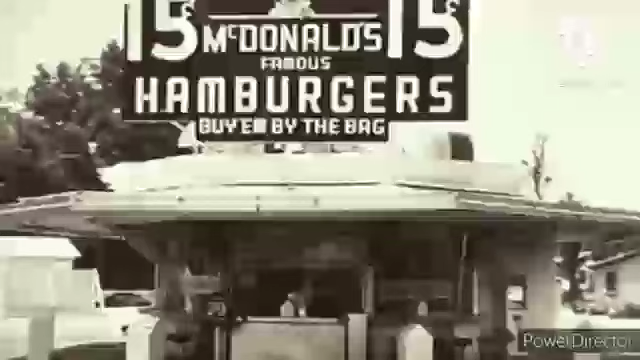 15¢ McDONALD'S 15¢
FAMOUS
HAMBURGERS
BUY'EM BY THE BAG
PowerDirector